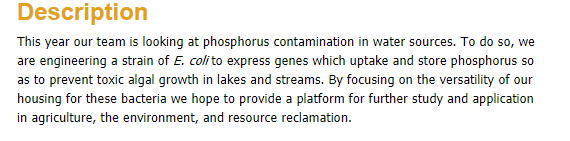 Description
This year our team is looking at phosphorus contamination in water sources. To do so, we
are engineering a strain of E. coli to express genes which uptake and store phosphorus so
as to prevent toxic algal growth in lakes and streams. By focusing on the versatility of our
housing for these bacteria we hope to provide a platform for further study and application
in agriculture, the environment, and resource reclamation.